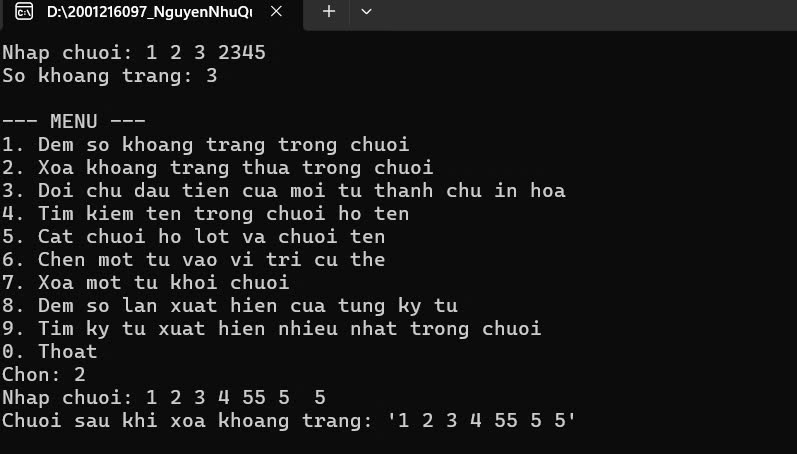 D:\2001216097_NguyenNhuQu
Nhap chuoi: 1 2 3 2345
So khoang trang: 3
--- MENU ---
1. Dem so khoang trang trong chuoi
2. Xoa khoang trang thua trong chuoi
3. Doi chu dau tien cua moi tu thanh chu in hoa
4. Tim kiem ten trong chuoi ho ten
5. Cat chuoi ho lot va chuoi ten
6. Chen mot tu vao vi tri cu the
7. Xoa mot tu khoi chuoi
8. Dem so lan xuat hien cua tung ky tu
9. Tim ky tu xuat hien nhieu nhat trong chuoi
0. Thoat
Chon: 2
Nhap chuoi: 1 2 3 4 55 5  5
Chuoi sau khi xoa khoang trang: '1 2 3 4 55 5 5'